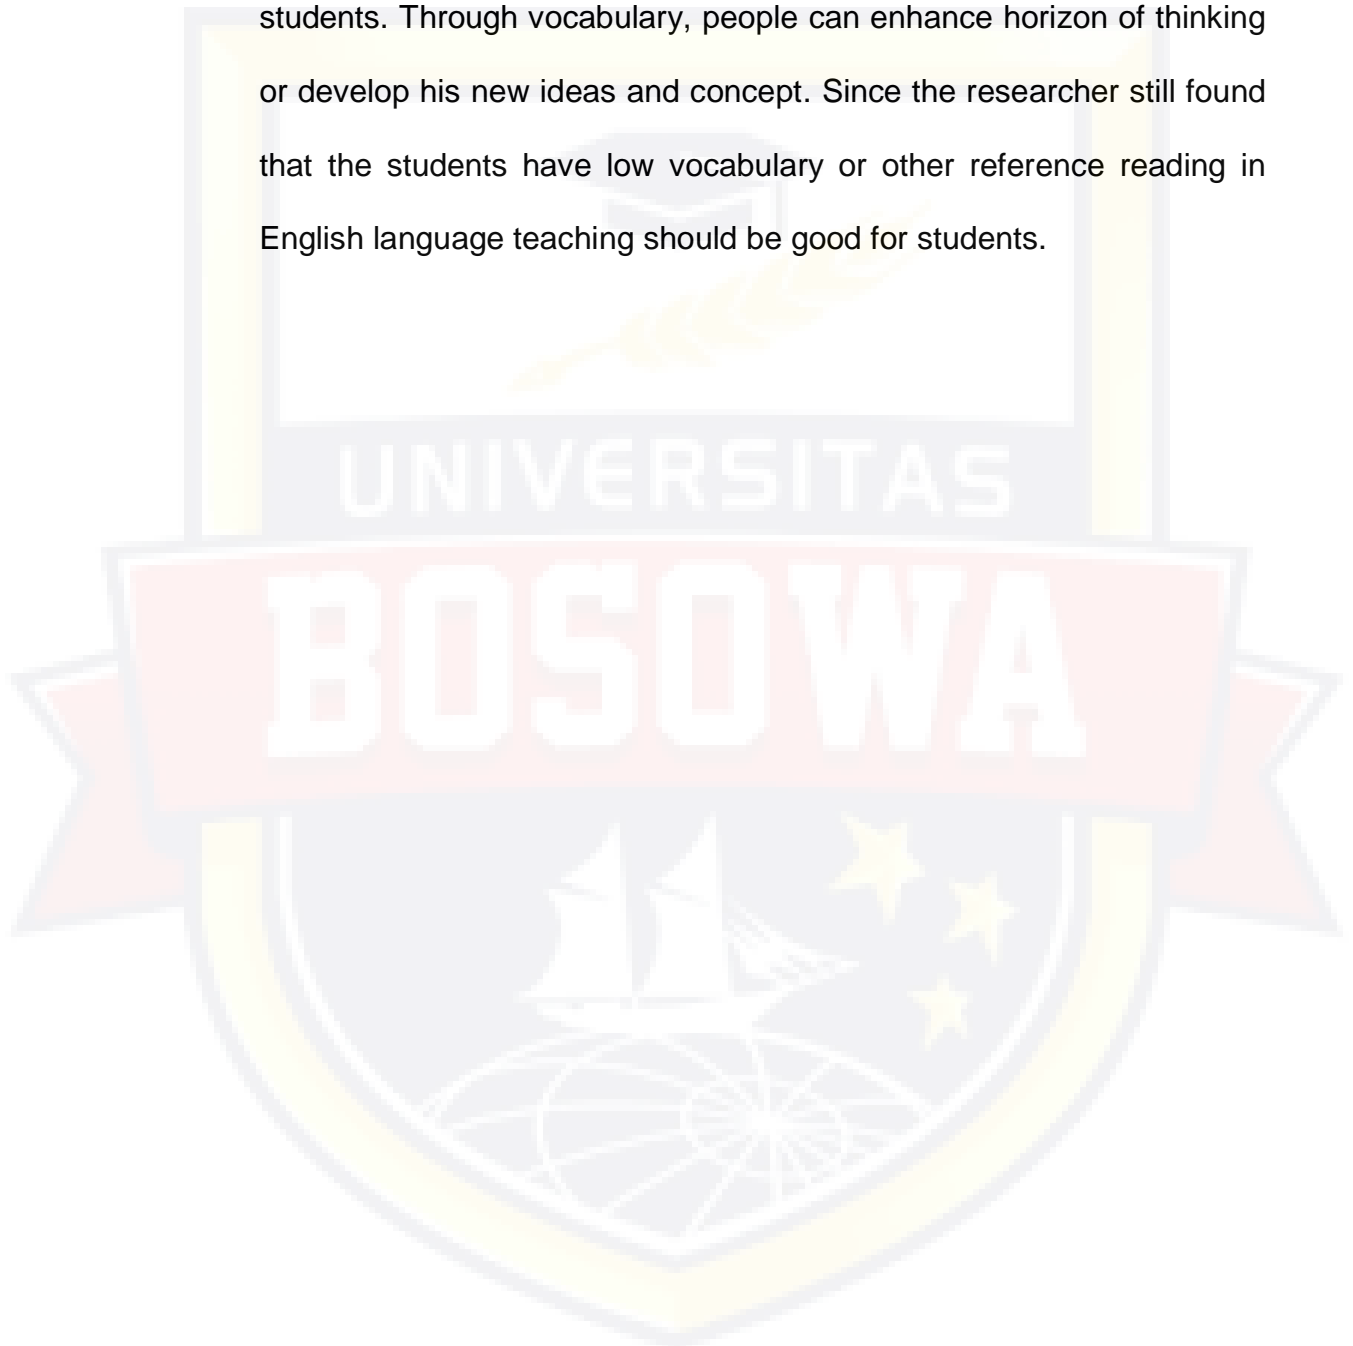 students. Through vocabulary, people can enhance horizon of thinking
or develop his new ideas and concept. Since the researcher still found
that the students have low vocabulary or other reference reading in
English language teaching should be good for students.
UNIVERSITAS
BOSOWA